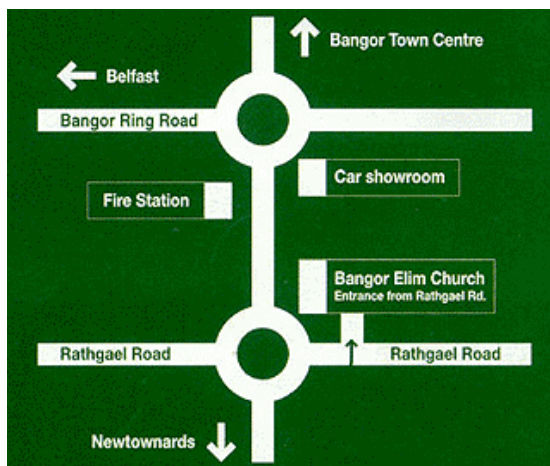 Bangor Town Centre
Belfast
Bangor Ring Road
Car showroom
Fire Station
Bangor Elim Church
Entrance from Rathgael Rd.
Rathgael Road
Rathgael Road
Newtownards